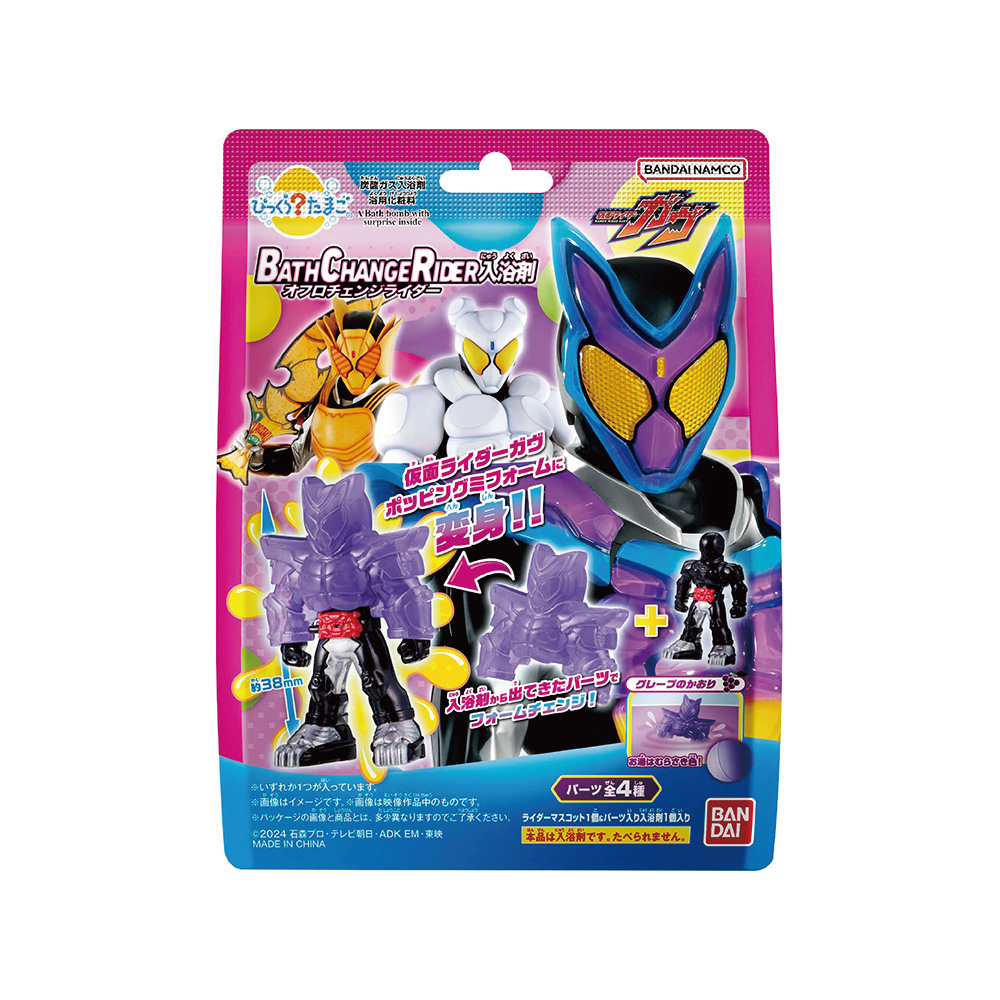 びっくら?たまご
炭酸ガス入浴剤
浴用化粧料
A Bath bomb with
surprise inside
BANDAI NAMCO
仮面ライダー
ガヴ
BATH CHANGE RIDER 入浴剤
オフロチェンジライダー
仮面ライダーガヴ
ポッピングミフォームに
変身!!
約38mm
+
入浴剤から出てきたパーツで
フォームチェンジ!
グレープのかおり
お湯はむらさき色!
パーツ全4種
ライダーマスコット1個&パーツ入り入浴剤1個入り
本品は入浴剤です。たべられません。
BAN
DAI
※いずれか1つが入っています。
※画像はイメージです。※画像は映像作品中のものです。
※パッケージの画像と商品とは、多少異なりますのでご了承ください。
©2024 石森プロ・テレビ朝日・ADK EM・東映
MADE IN CHINA